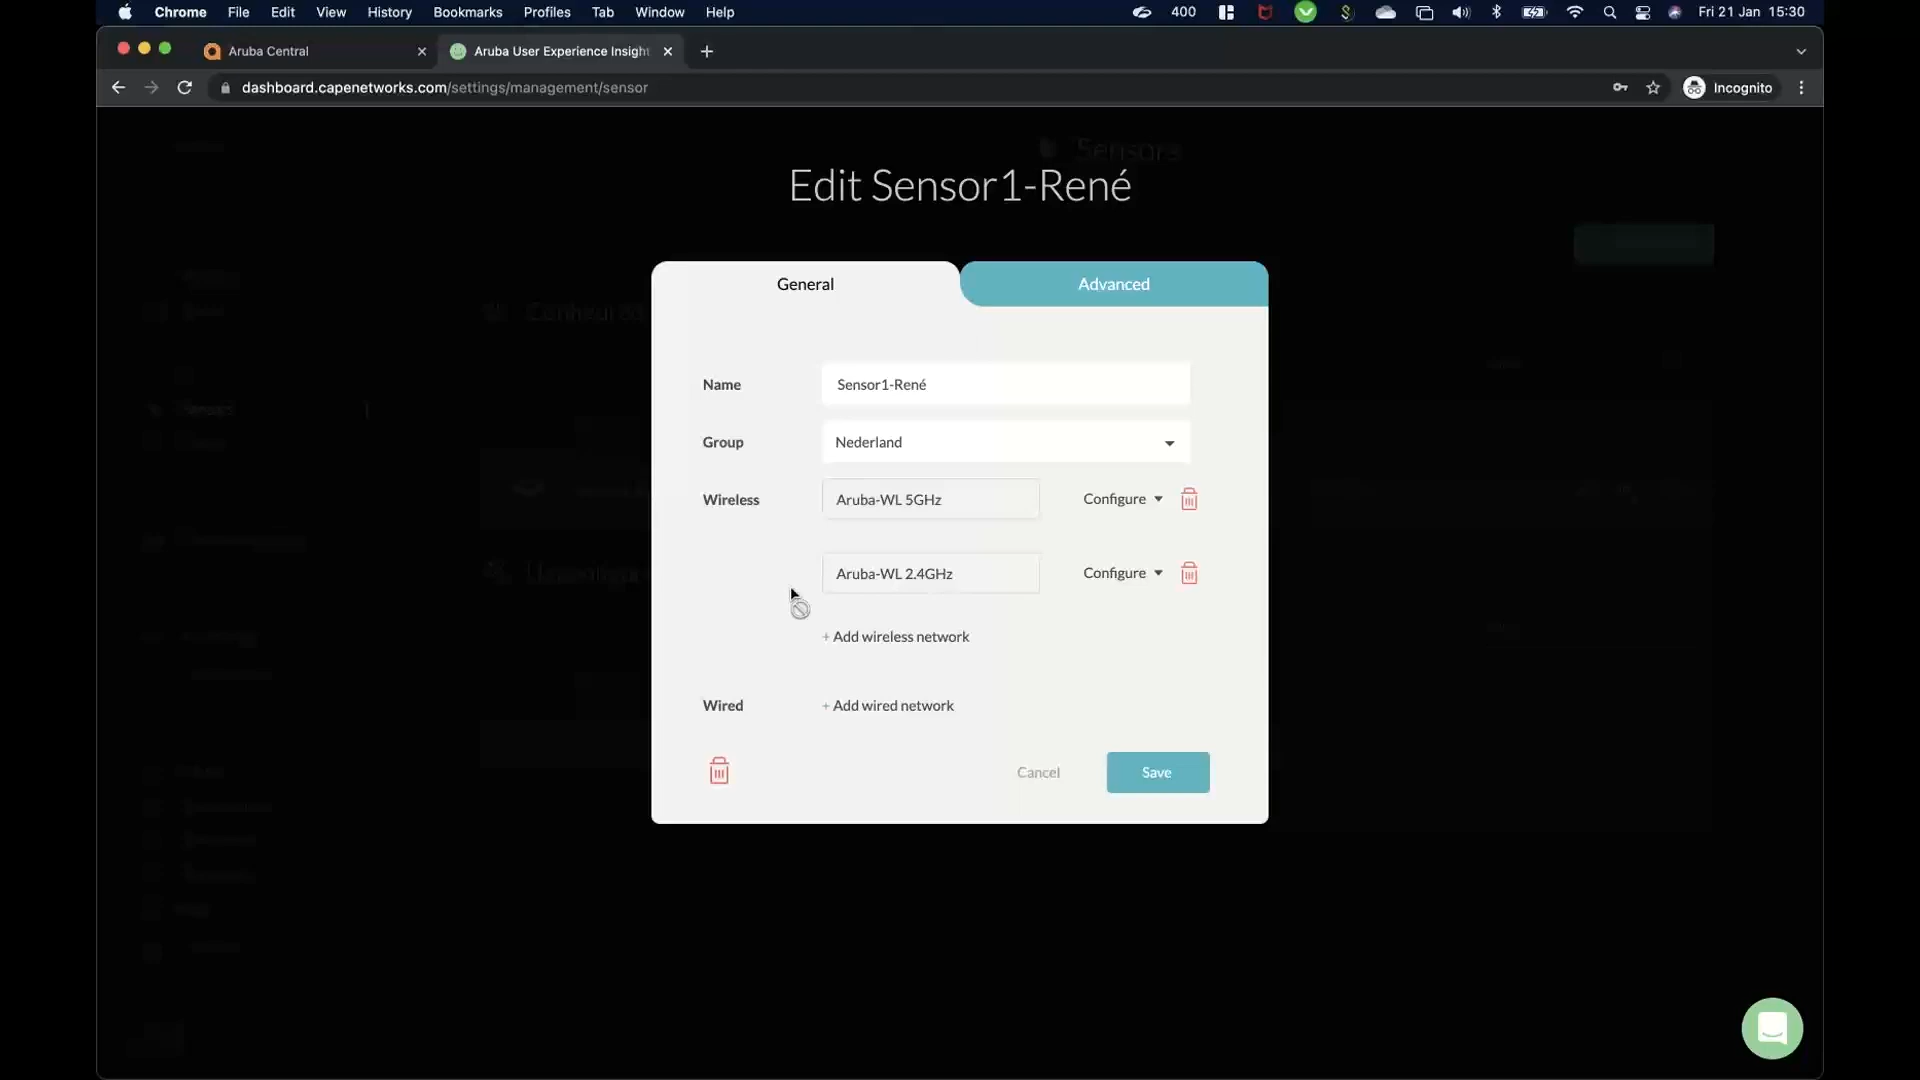 Chrome File Edit View History Bookmarks Profiles Tab Window Help 400 Fri 21 Jan 15:30
Aruba Central Aruba User Experience Insigh
dashboard.capenetworks.com/settings/management/sensor Incognito
Sensors
Edit Sensor1-René
General Advanced
Name Sensor1-René
Group Nederland
Wireless Aruba-WL 5GHz Configure
Aruba-WL 2.4GHz Configure
+ Add wireless network
Wired + Add wired network
Cancel Save